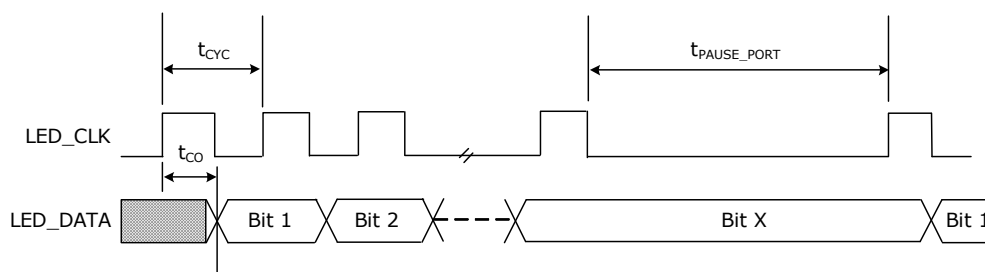 tCYC
tPAUSE_PORT
LED_CLK
tCO
LED_DATA
Bit 1
Bit 2
Bit X
Bit 1